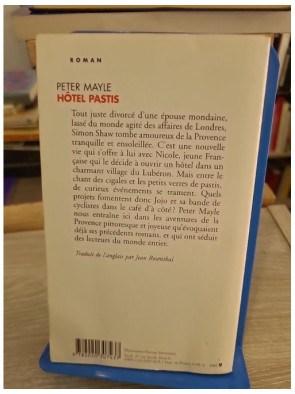 ROMAN
PETER MAYLE
HÔTEL PASTIS
Tout juste divorcé d'une épouse mondaine,
lassé du monde agité des affaires de Londres,
Simon Shaw tombe amoureux de la Provence
tranquille et ensoleillée. C'est une nouvelle
vie qui s'offre à lui avec Nicole, jeune Fran-
çaise qui le décide à ouvrir un hôtel dans un
charmant village du Lubéron. Mais entre le
chant des cigales et les petits verres de pastis,
de curieux événements se trament. Quels
projets fomentent donc Jojo et sa bande de
cyclistes dans le café d'à côté? Peter Mayle
nous entraîne ici dans les aventures de la
Provence pittoresque et joyeuse qu'évoquaient
déjà ses précédents romans, et qui ont séduit
des lecteurs du monde entier.
Traduit de l'anglais par Jean Rosenthal